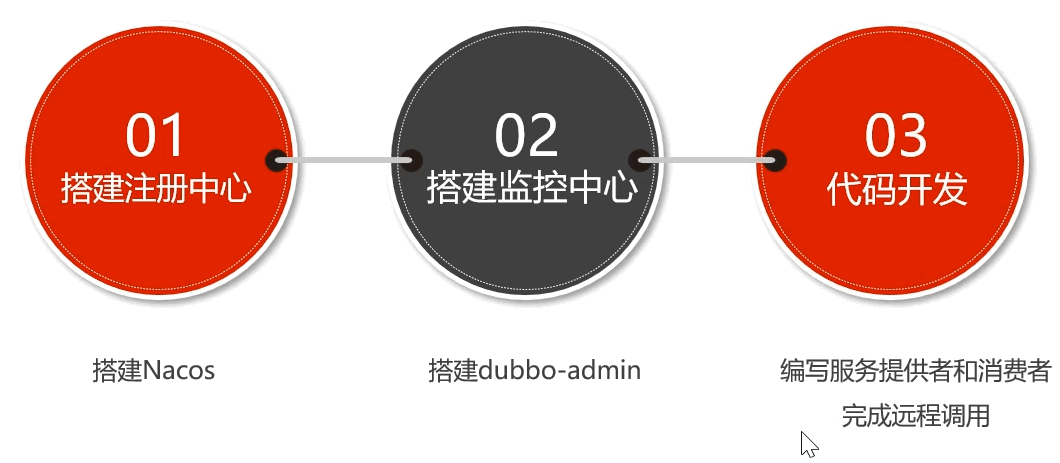 01
搭建注册中心
02
搭建监控中心
03
代码开发
搭建Nacos
搭建dubbo-admin
编写服务提供者和消费者
完成远程调用